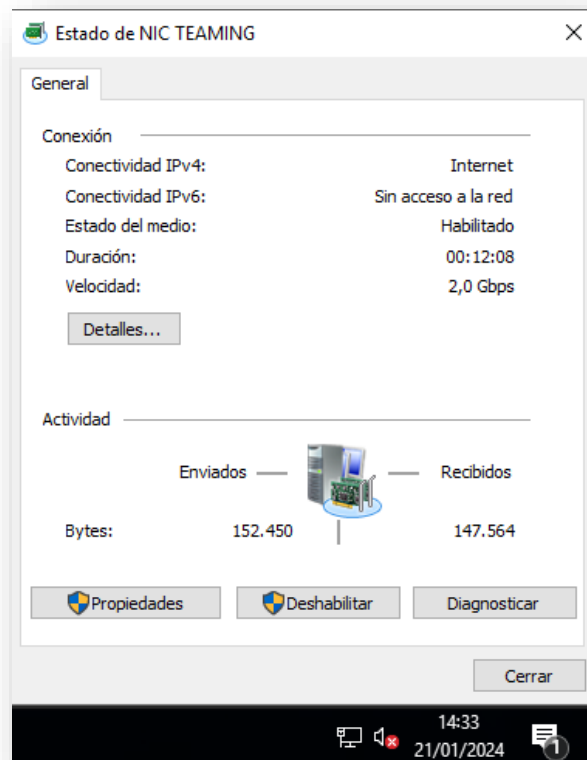 Estado de NIC TEAMING
General
Conexión
Conectividad IPv4: Internet
Conectividad IPv6: Sin acceso a la red
Estado del medio: Habilitado
Duración: 00:12:08
Velocidad: 2,0 Gbps
Detalles...
Actividad
Enviados Recibidos
Bytes: 152.450 147.564
Propiedades Deshabilitar Diagnosticar
Cerrar
14:33
21/01/2024
1